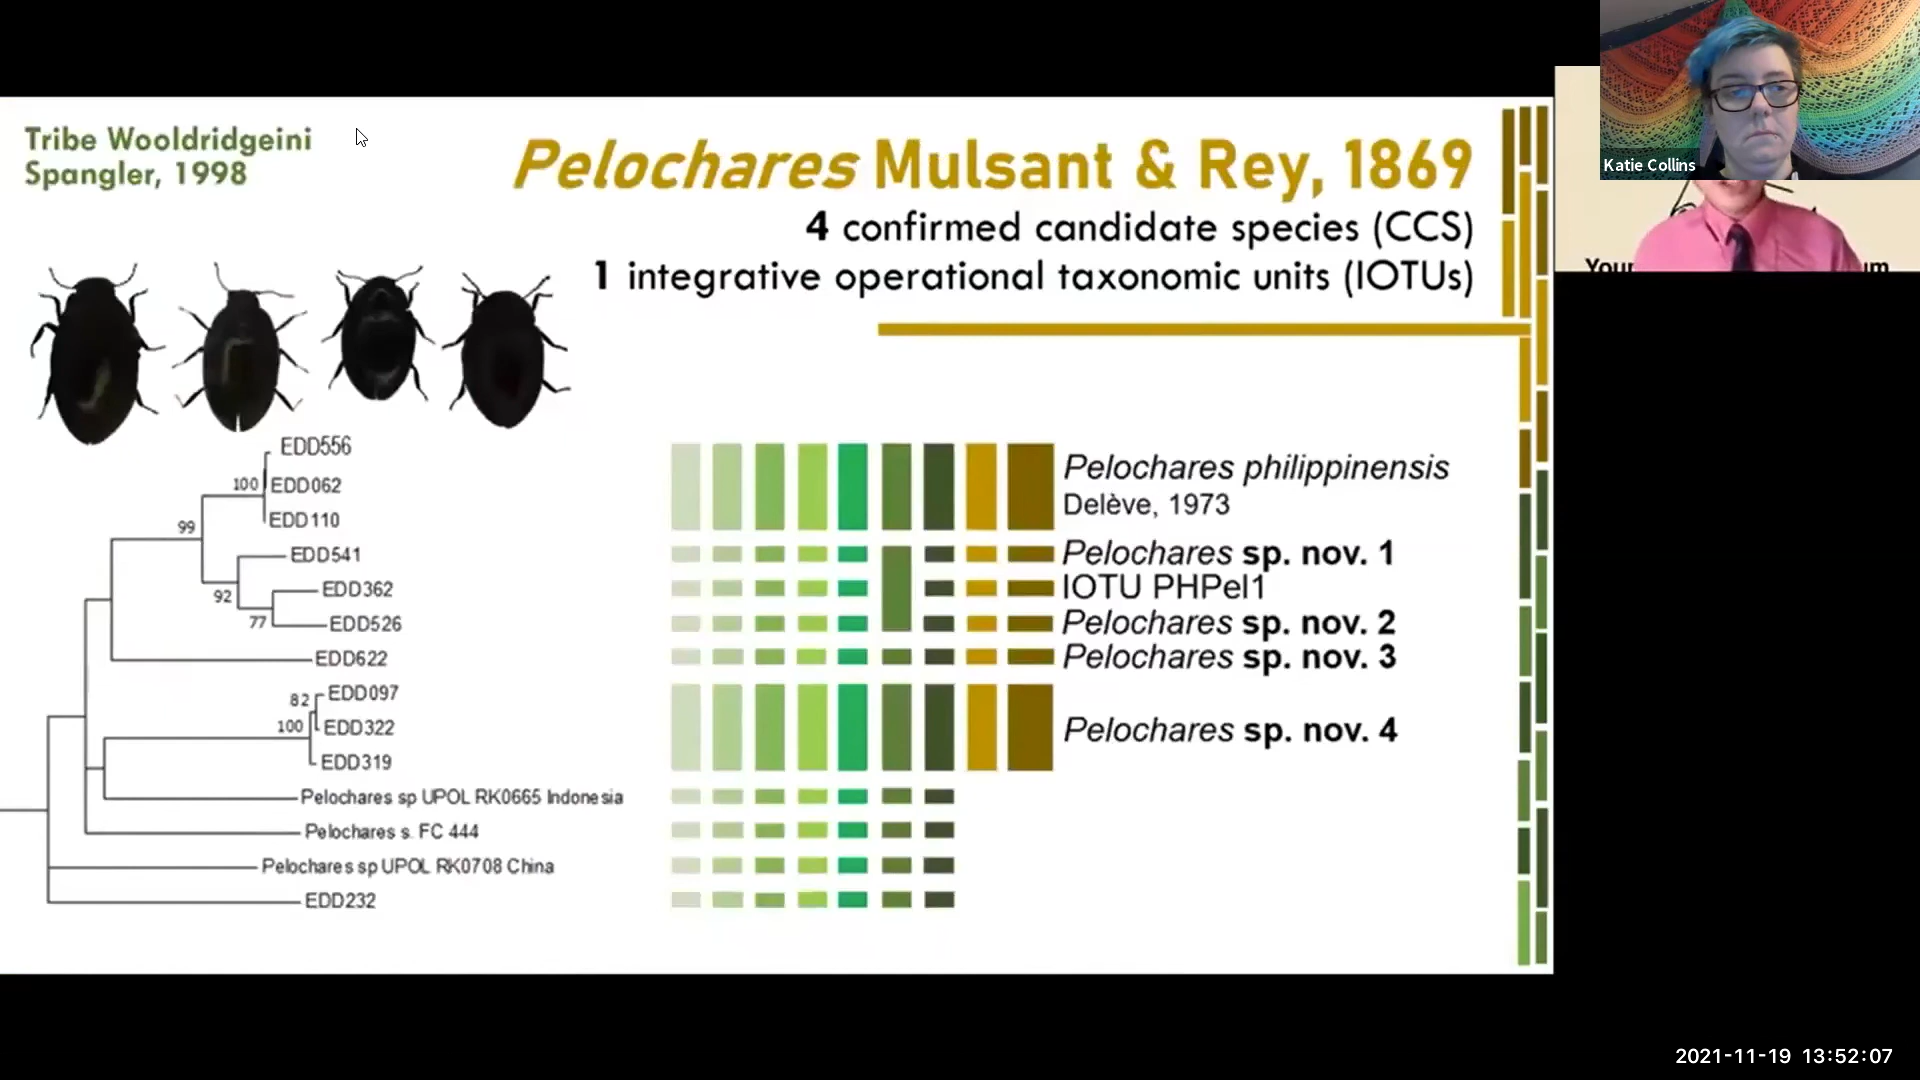 Tribe Wooldridgeini
Spangler, 1998
Pelochares Mulsant & Rey, 1869
4 confirmed candidate species (CCS)
1 integrative operational taxonomic units (IOTUs)
Katie Collins
EDD556
100 EDD062
EDD110
99
EDD541
EDD362
92
77 EDD526
EDD622
82 EDD097
100 EDD322
EDD319
Pelochares sp UPOL RK0665 Indonesia
Pelochares s. FC 444
Pelochares sp UPOL RK0708 China
EDD232
Pelochares philippinensis
Delève, 1973
Pelochares sp. nov. 1
IOTU PHPel1
Pelochares sp. nov. 2
Pelochares sp. nov. 3
Pelochares sp. nov. 4
2021-11-19 13:52:07